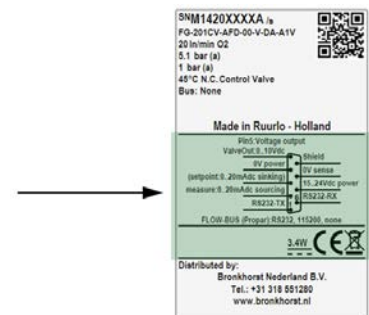 SNM1420XXXXA /s
FG-201CV-AFD-00-V-DA-A1V
20 ln/min O2
5.1 bar (a)
1 bar (a)
45°C N.C. Control Valve
Bus: None
Made in Ruurlo - Holland
Pin5: Voltage output
ValveOut: 0..10Vdc
Shield
0V power
0V sense
(setpoint: 0..20mAdc sinking)
15..24Vdc power
measure: 0..20mAdc sourcing
RS232-RX
RS232-TX
FLOW-BUS (Propar): RS232, 115200, none
3.4W CE
Distributed by:
Bronkhorst Nederland B.V.
Tel.: +31 318 551280
www.bronkhorst.nl